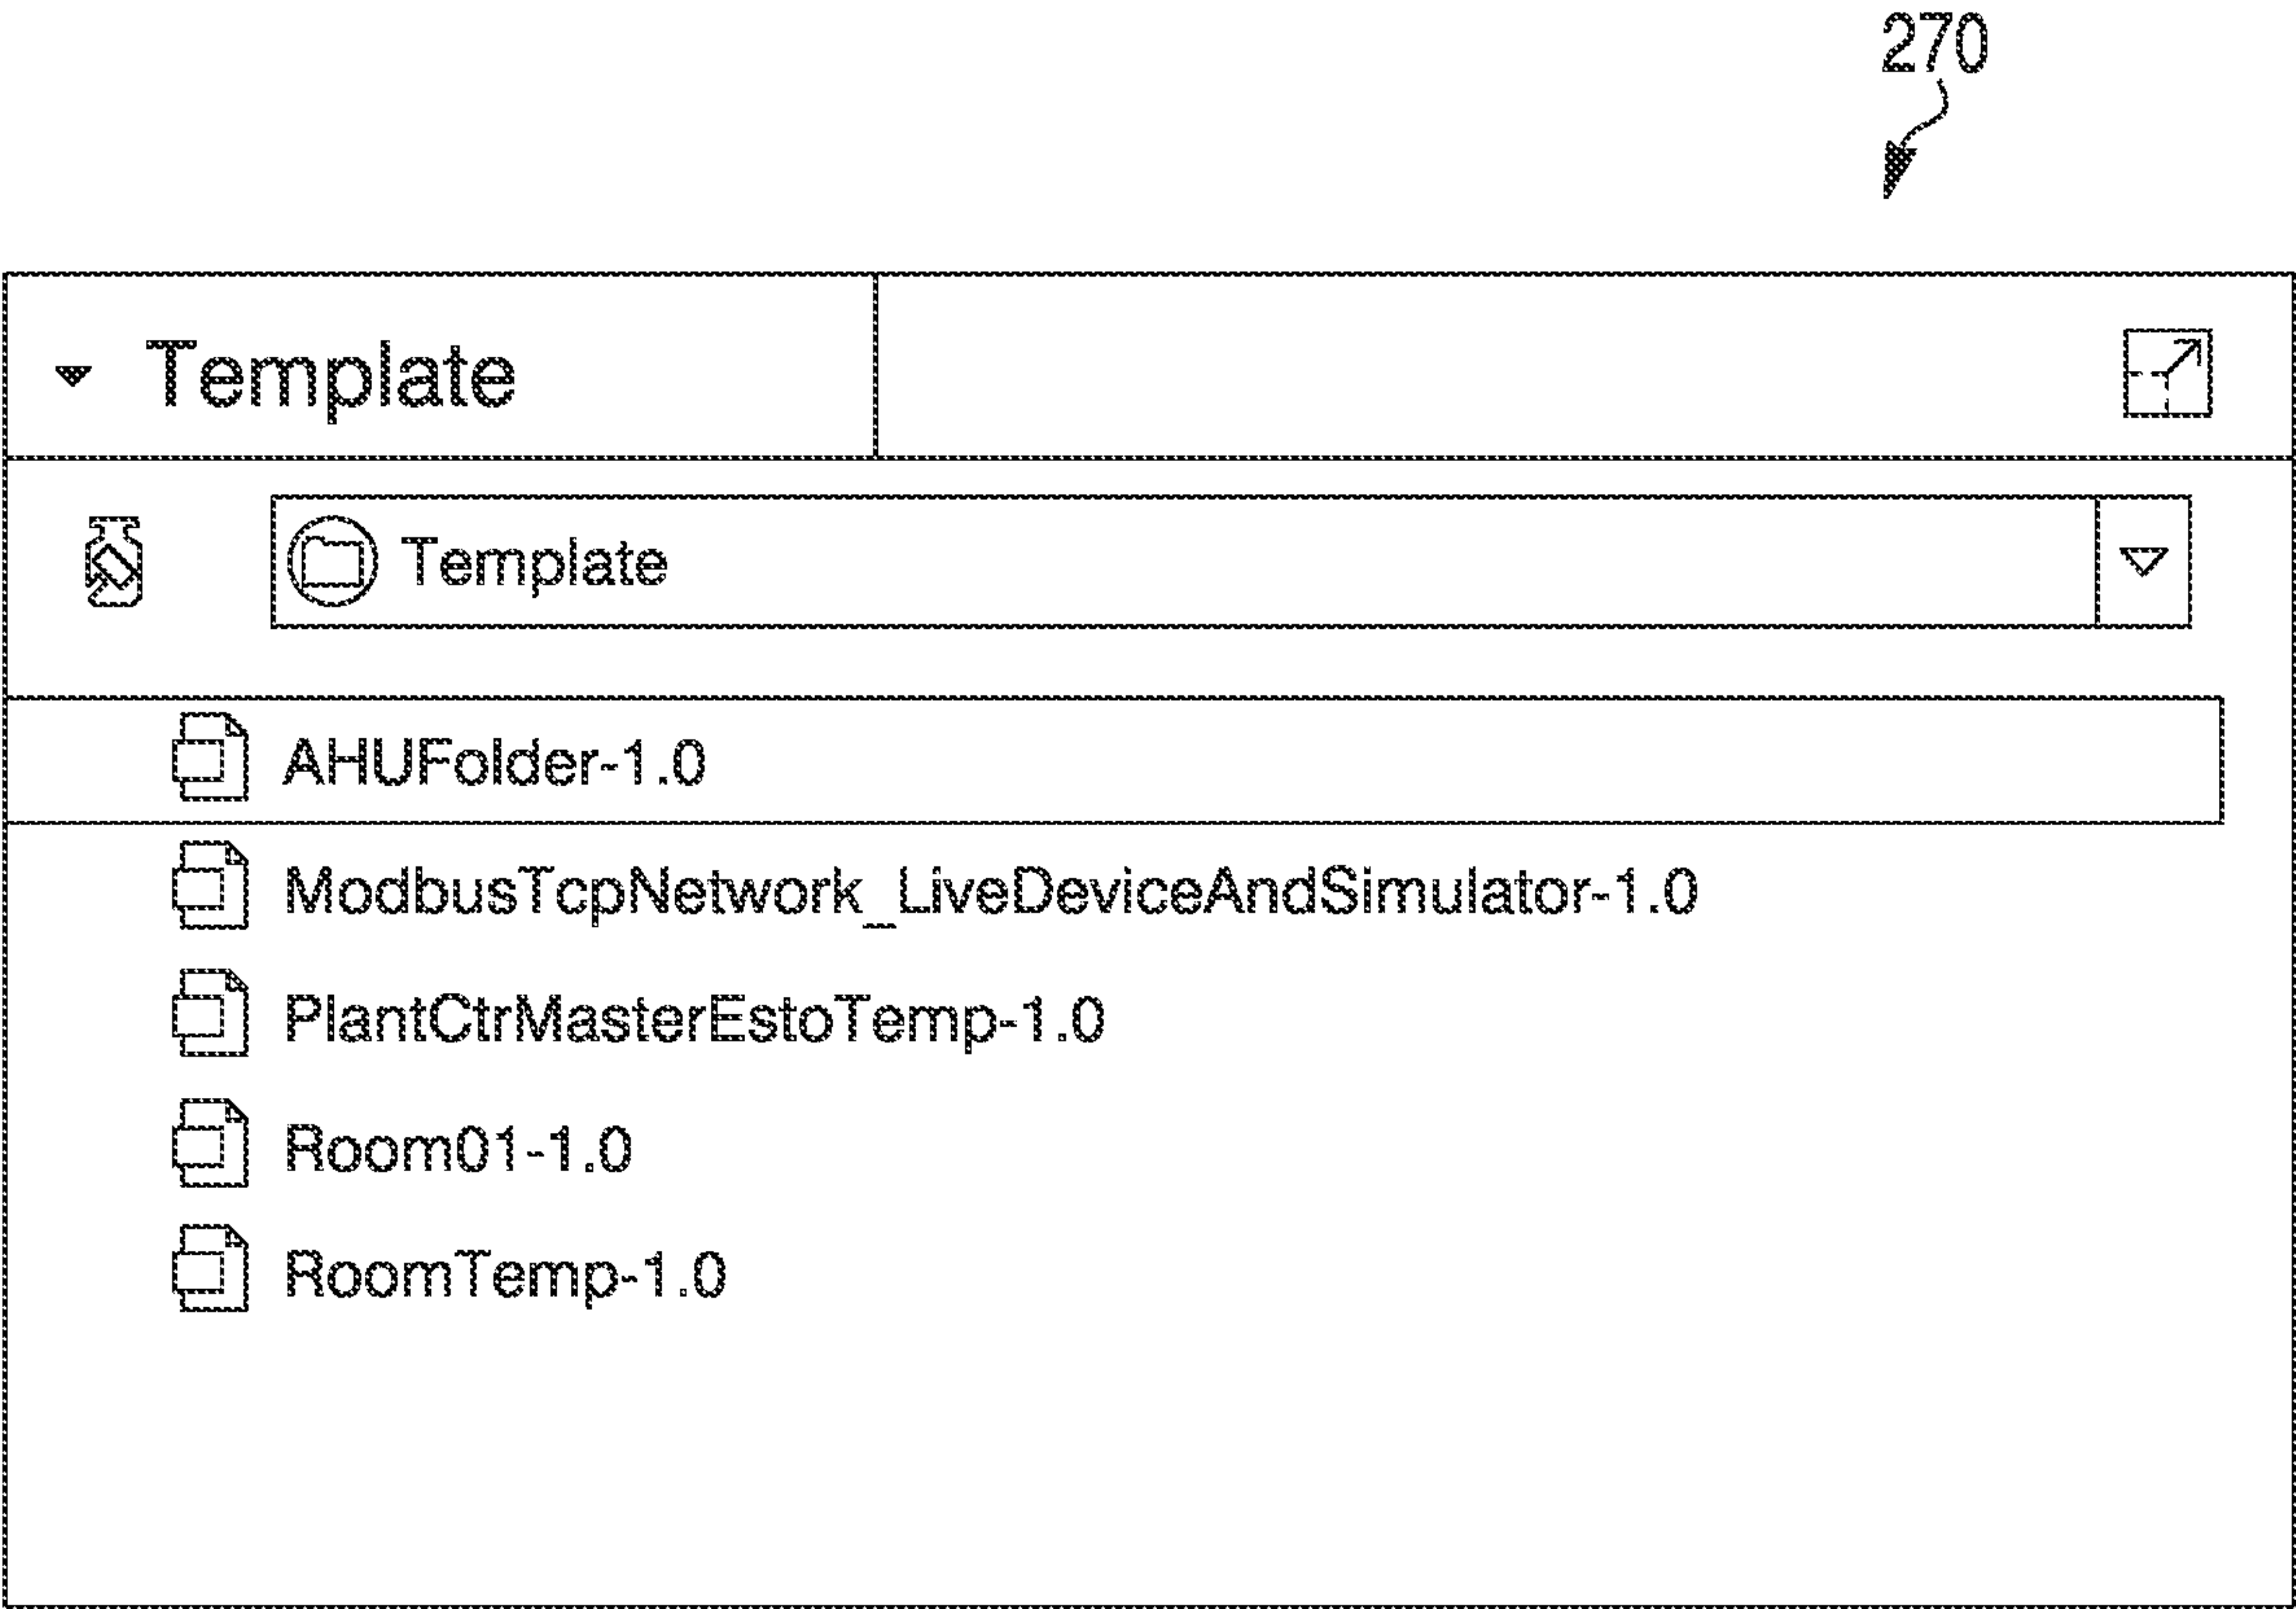 270
Template
Template
AHUFolder-1.0
ModbusTcpNetwork_LiveDeviceAndSimulator-1.0
PlantCtrMasterEstoTemp-1.0
Room01-1.0
RoomTemp-1.0